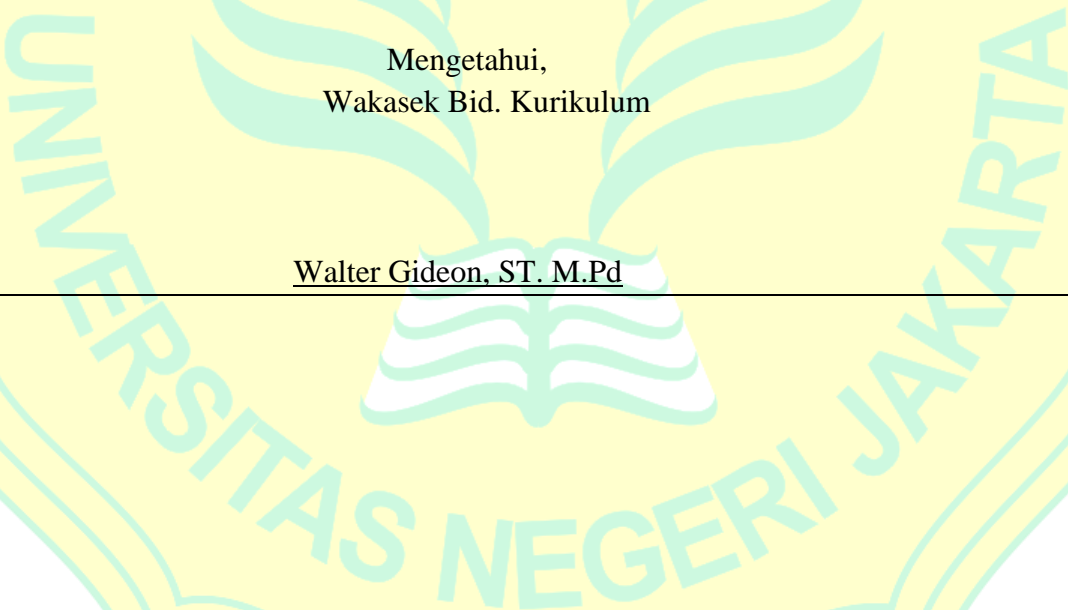 Mengetahui,
Wakasek Bid. Kurikulum
Walter Gideon, ST. M.Pd
UNIVERSITAS NEGERI JAKARTA